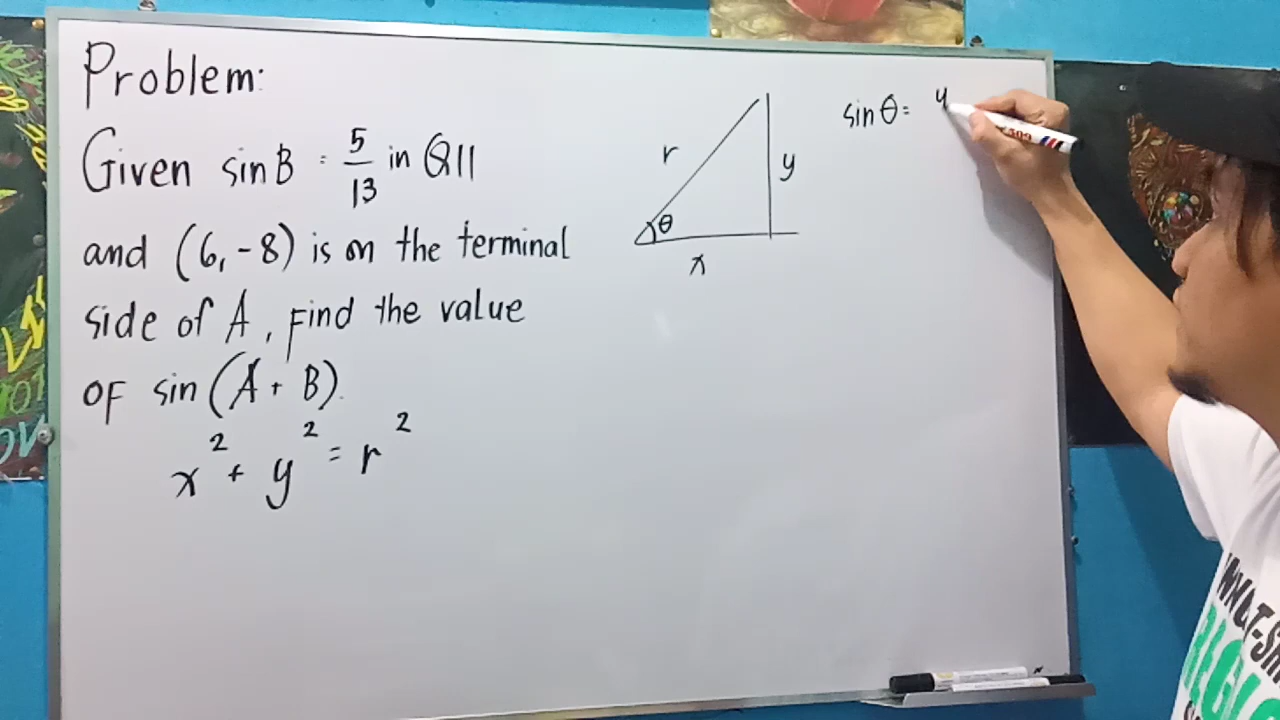 Problem:
Given sin B = 5/13 in QII
and (6, -8) is on the terminal
side of A, Find the value
OF sin (A + B).
x² + y² = r²
r
y
θ
x
sin θ = y